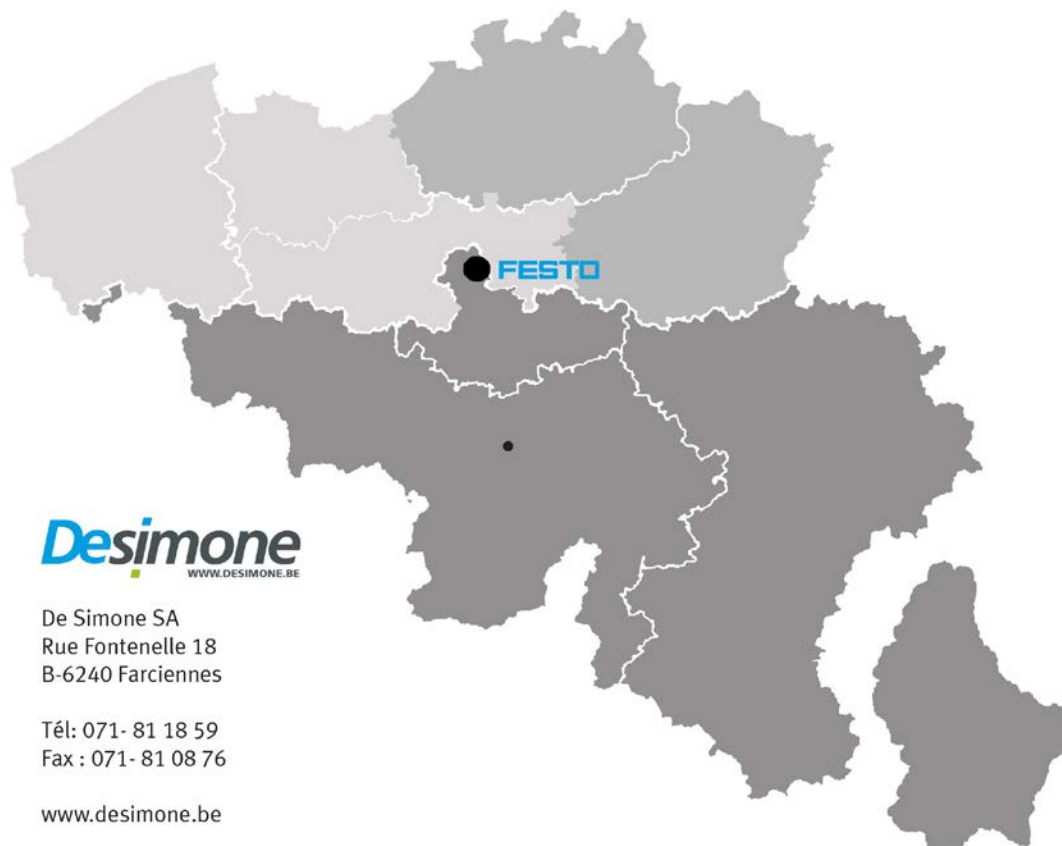 FESTO
Desimone
WWW.DESIMONE.BE
De Simone SA
Rue Fontenelle 18
B-6240 Farciennes
Tél: 071- 81 18 59
Fax : 071- 81 08 76
www.desimone.be